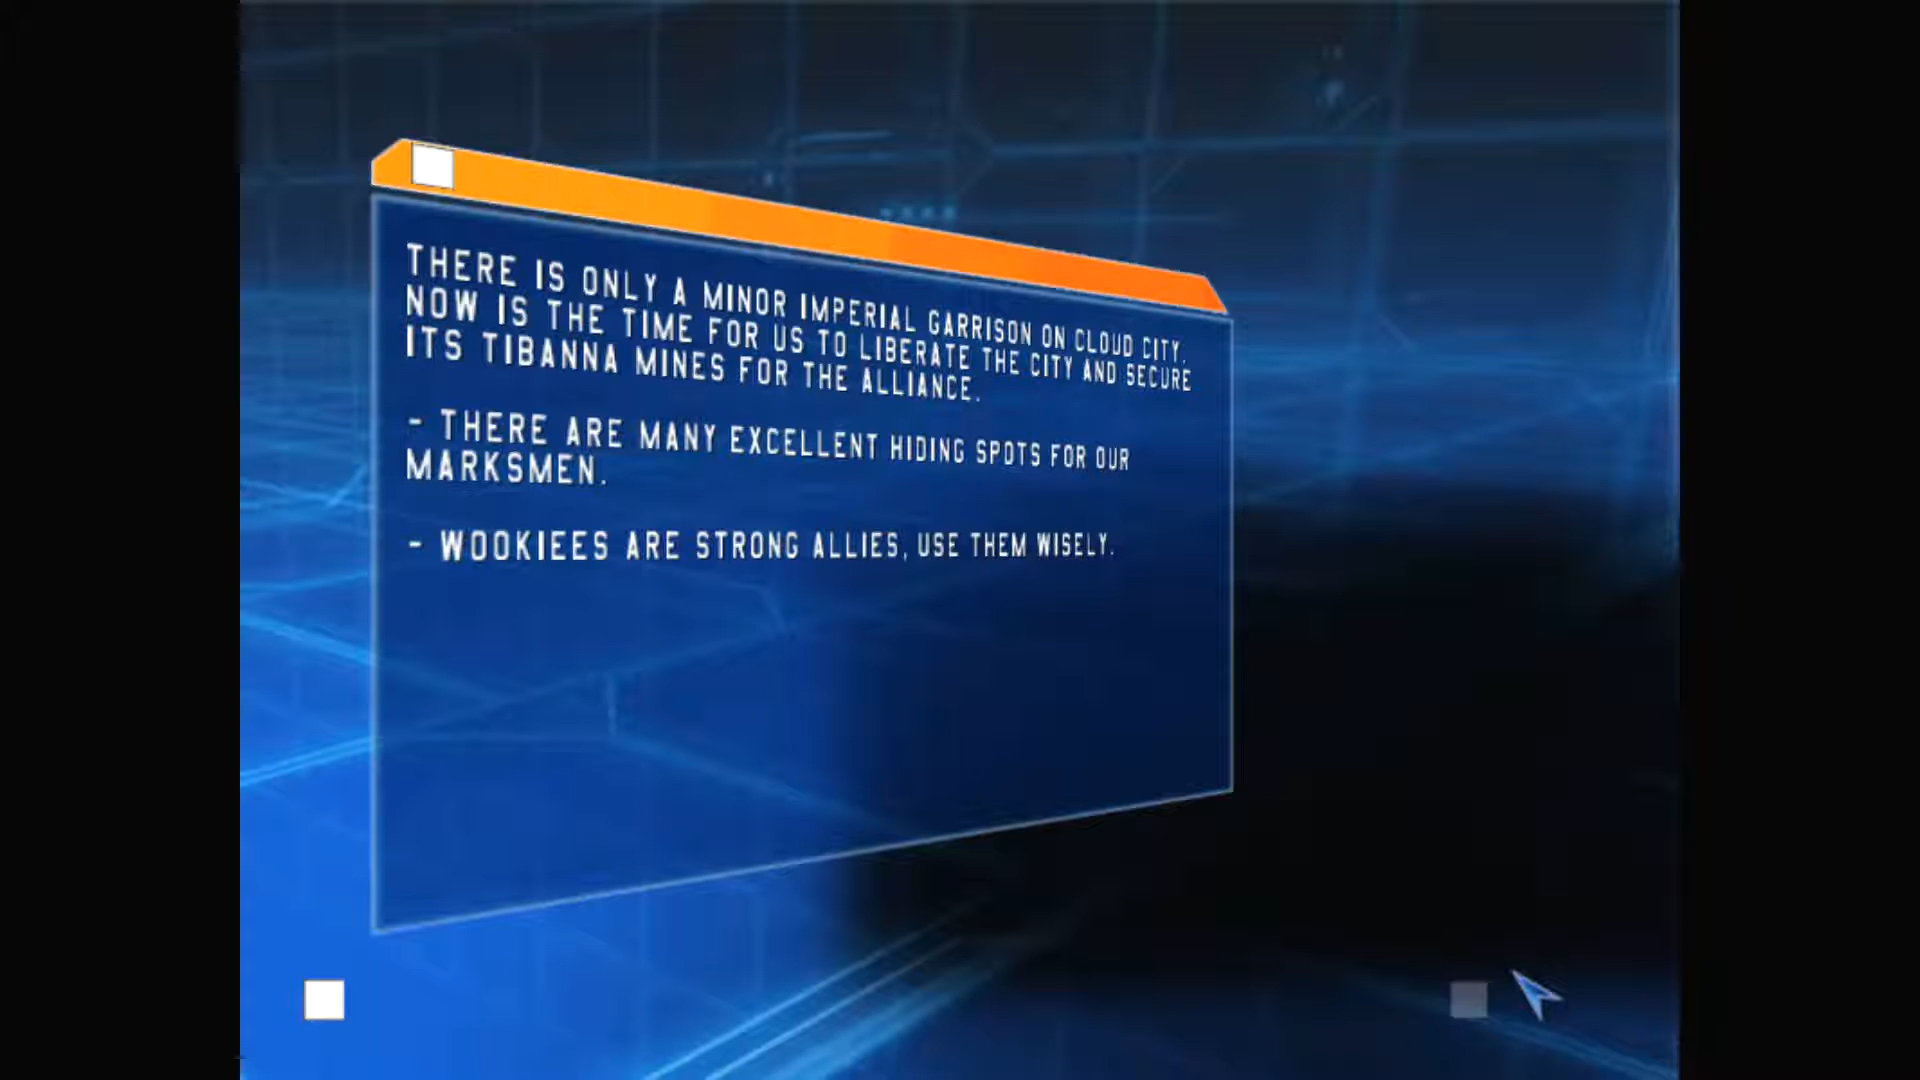 THERE IS ONLY A MINOR IMPERIAL GARRISON ON CLOUD CITY.
NOW IS THE TIME FOR US TO LIBERATE THE CITY AND SECURE
ITS TIBANNA MINES FOR THE ALLIANCE.
- THERE ARE MANY EXCELLENT HIDING SPOTS FOR OUR
MARKSMEN.
- WOOKIEES ARE STRONG ALLIES, USE THEM WISELY.